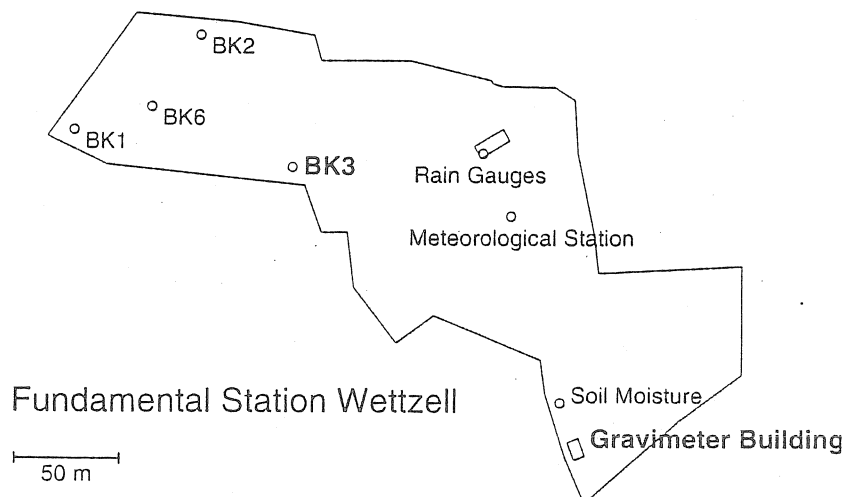 BK2
BK6
BK1
BK3
Rain Gauges
Meteorological Station
Fundamental Station Wettzell
Soil Moisture
Gravimeter Building
50 m